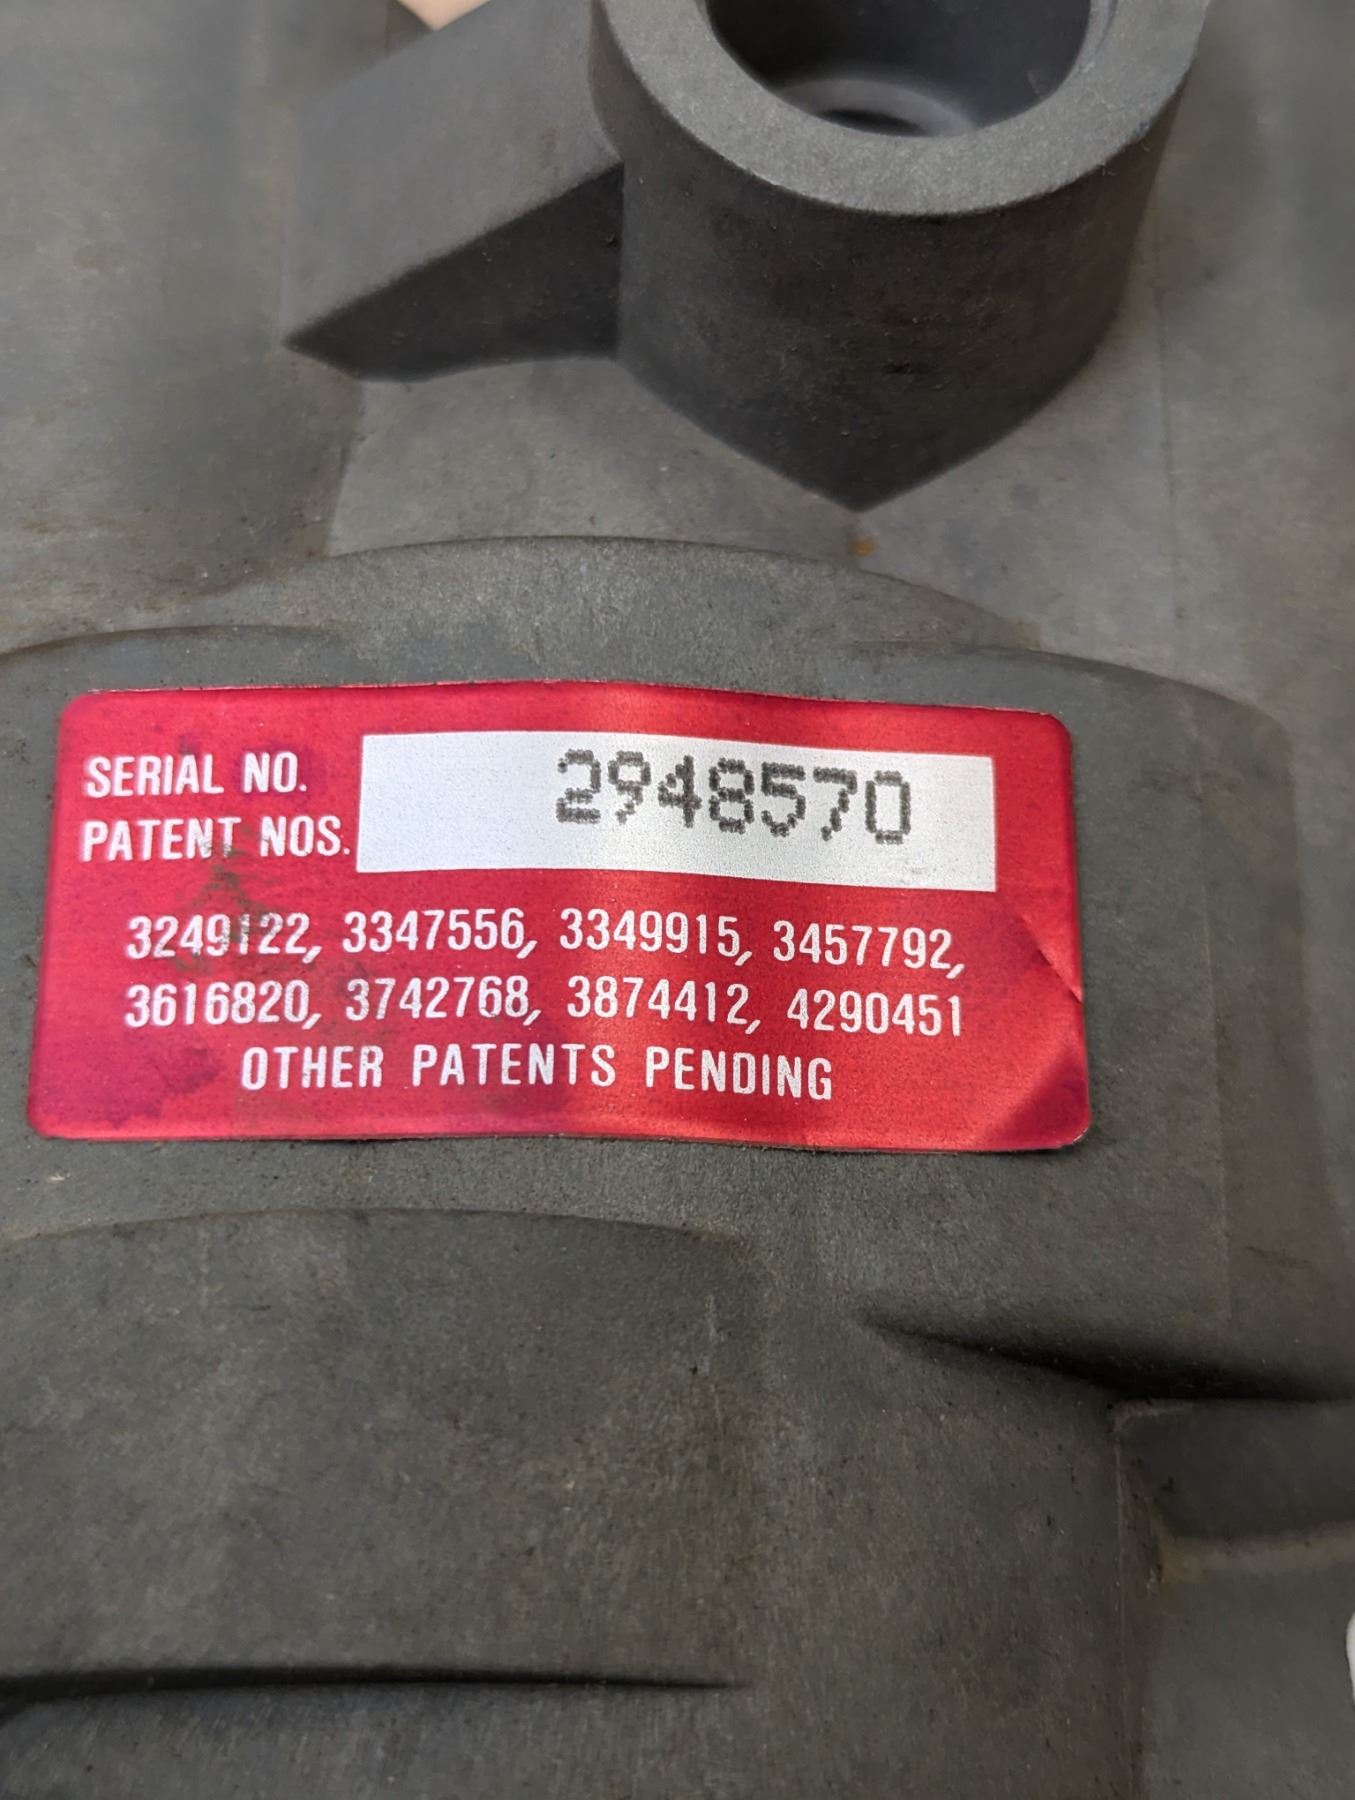 SERIAL NO. 2948570
PATENT NOS.
3249122, 3347556, 3349915, 3457792,
3616820, 3742768, 3874412, 4290451
OTHER PATENTS PENDING